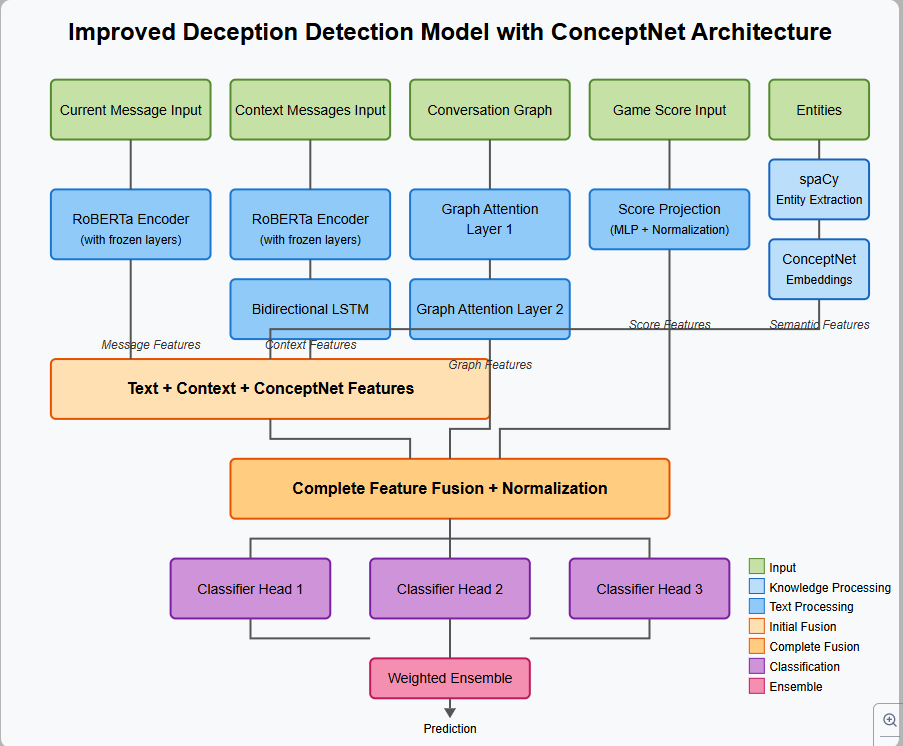 Improved Deception Detection Model with ConceptNet Architecture
Current Message Input
Context Messages Input
Conversation Graph
Game Score Input
Entities
RoBERTa Encoder
(with frozen layers)
RoBERTa Encoder
(with frozen layers)
Graph Attention
Layer 1
Score Projection
(MLP + Normalization)
spaCy
Entity Extraction
ConceptNet
Embeddings
Bidirectional LSTM
Graph Attention Layer 2
Message Features
Context Features
Graph Features
Score Features
Semantic Features
Text + Context + ConceptNet Features
Complete Feature Fusion + Normalization
Classifier Head 1
Classifier Head 2
Classifier Head 3
Weighted Ensemble
Prediction
Input
Knowledge Processing
Text Processing
Initial Fusion
Complete Fusion
Classification
Ensemble